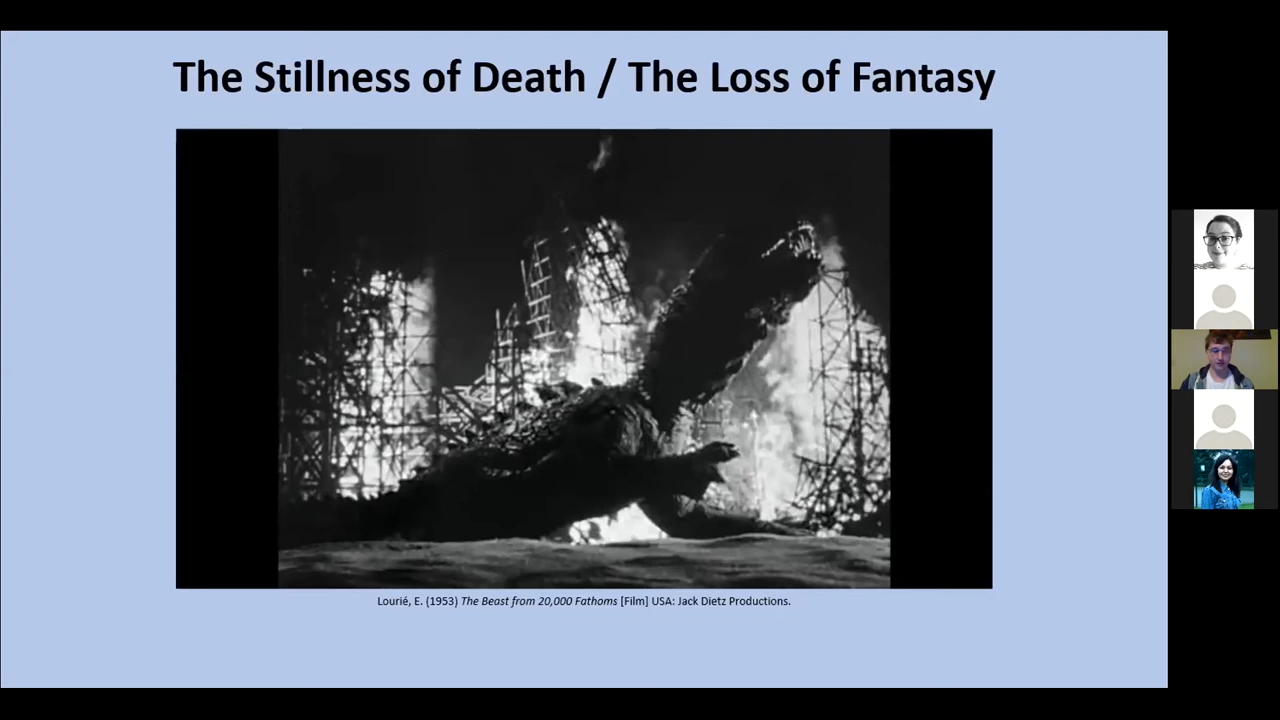 The Stillness of Death / The Loss of Fantasy
Lourié, E. (1953) The Beast from 20,000 Fathoms [Film] USA: Jack Dietz Productions.